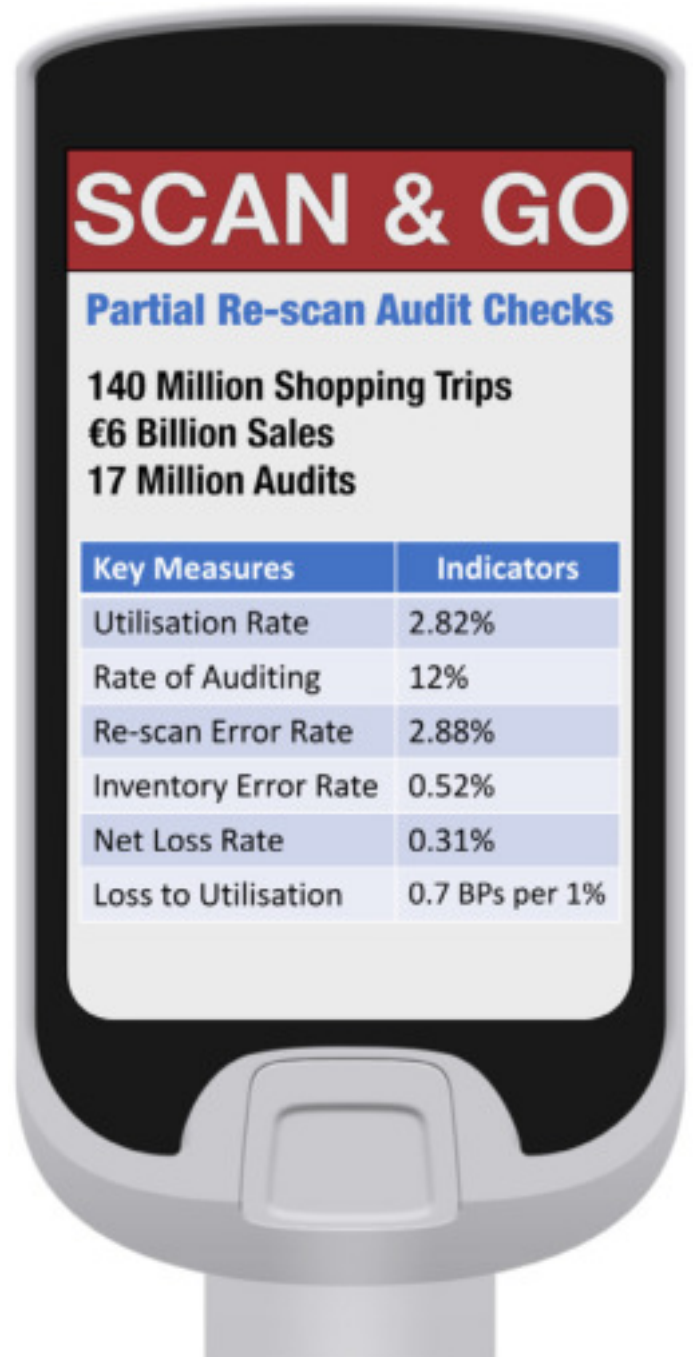 SCAN & GO
Partial Re-scan Audit Checks
140 Million Shopping Trips
€6 Billion Sales
17 Million Audits
Key Measures Indicators
Utilisation Rate 2.82%
Rate of Auditing 12%
Re-scan Error Rate 2.88%
Inventory Error Rate 0.52%
Net Loss Rate 0.31%
Loss to Utilisation 0.7 BPs per 1%